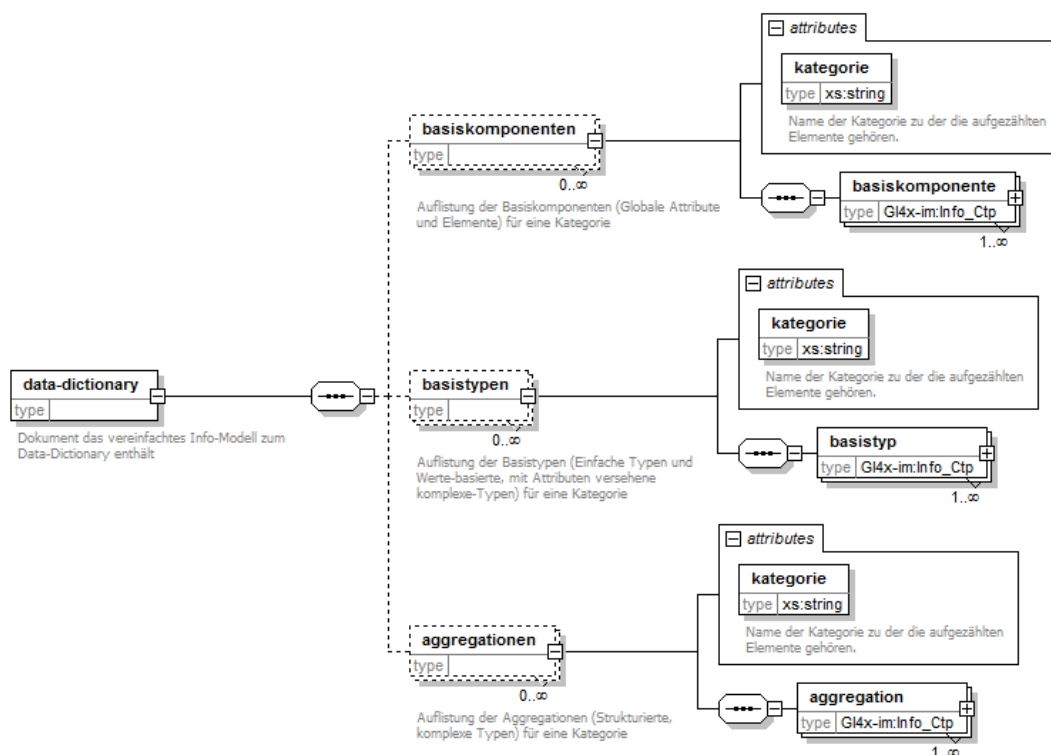 attributes
kategorie
type xs:string
Name der Kategorie zu der die aufgezählten
Elemente gehören.
basiskomponenten
type
0..∞
Auflistung der Basiskomponenten (Globale Attribute
und Elemente) für eine Kategorie
basiskomponente
type GI4x-im:Info_Ctp
1..∞
attributes
kategorie
type xs:string
Name der Kategorie zu der die aufgezählten
Elemente gehören.
data-dictionary
type
Dokument das vereinfachtes Info-Modell zum
Data-Dictionary enthält
basistypen
type
0..∞
Auflistung der Basistypen (Einfache Typen und
Werte-basierte, mit Attributen versehene
komplexe-Typen) für eine Kategorie
basistyp
type GI4x-im:Info_Ctp
1..∞
attributes
kategorie
type xs:string
Name der Kategorie zu der die aufgezählten
Elemente gehören.
aggregationen
type
0..∞
Auflistung der Aggregationen (Strukturierte,
komplexe Typen) für eine Kategorie
aggregation
type GI4x-im:Info_Ctp
1..∞